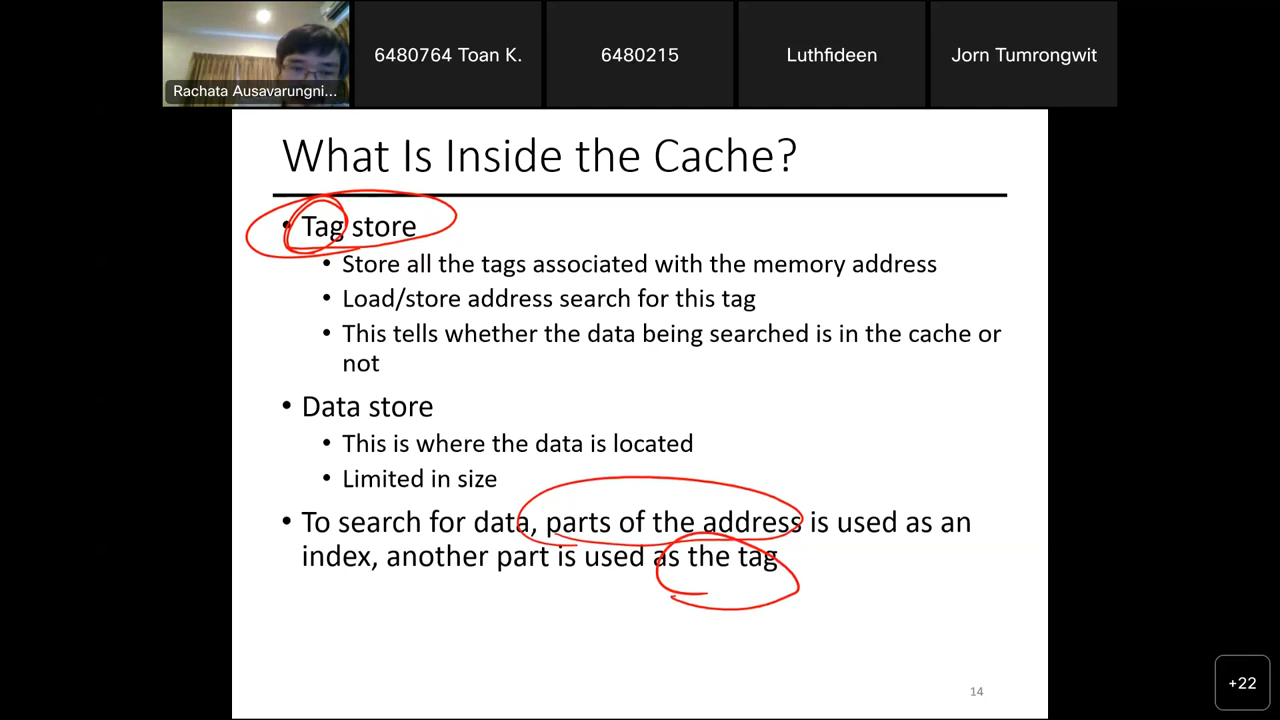 Rachata Ausavarungni...
6480764 Toan K.
6480215
Luthfideen
Jorn Tumrongwit
What Is Inside the Cache?
• Tag store
• Store all the tags associated with the memory address
• Load/store address search for this tag
• This tells whether the data being searched is in the cache or
not
• Data store
• This is where the data is located
• Limited in size
• To search for data, parts of the address is used as an
index, another part is used as the tag
14
+22